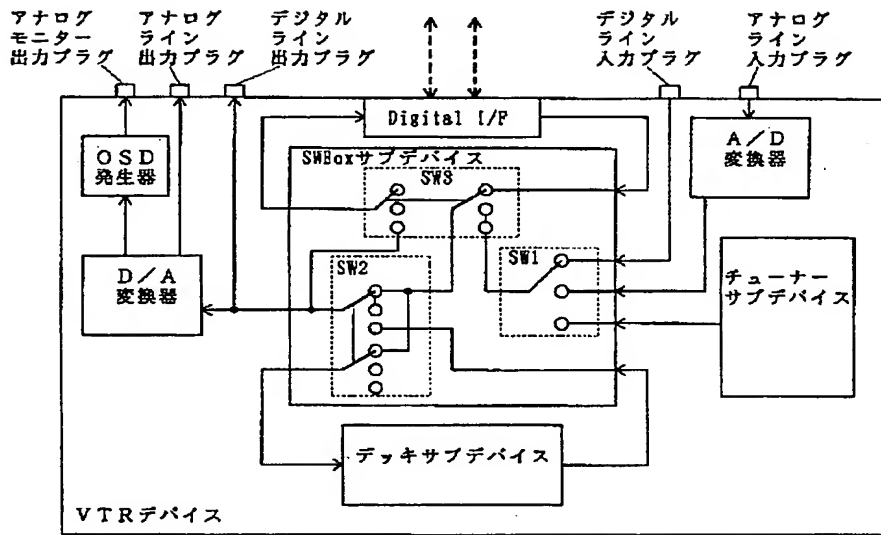 アナログ
モニター
出力プラグ
アナログ
ライン
出力プラグ
デジタル
ライン
出力プラグ
デジタル
ライン
入力プラグ
アナログ
ライン
入力プラグ
Digital I/F
OSD
発生器
SWBoxサブデバイス
SW3
A/D
変換器
D/A
変換器
SW2
SW1
チューナー
サブデバイス
デッキサブデバイス
VTRデバイス